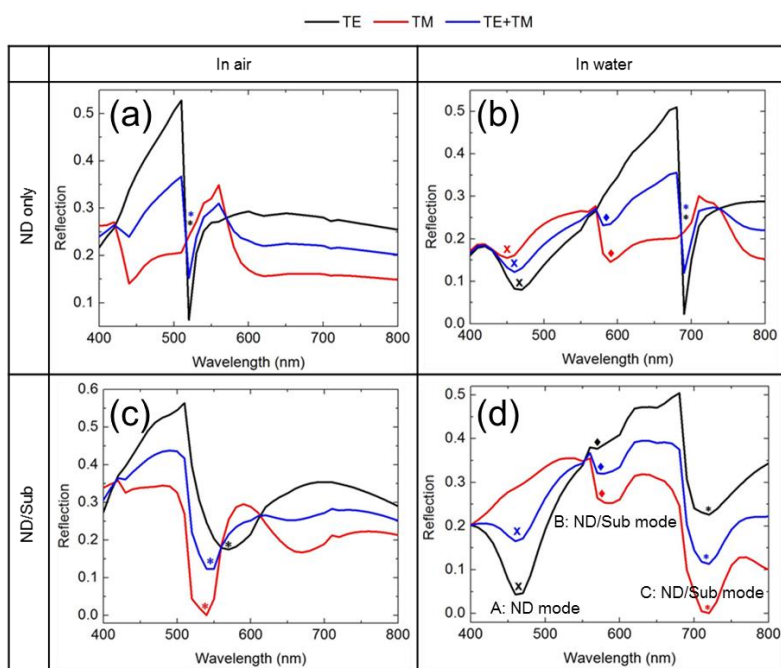 TE TM TE+TM
In air In water
ND only
(a)
0.5
0.4
0.3
0.2
0.1
Reflection
*
*
400 500 600 700 800
Wavelength (nm)
(b)
0.5
0.4
0.3
0.2
0.1
0.0
Reflection
x
x
x
♦
♦
*
*
400 500 600 700 800
Wavelength (nm)
ND/Sub
(c)
0.6
0.5
0.4
0.3
0.2
0.1
0.0
Reflection
*
*
*
400 500 600 700 800
Wavelength (nm)
(d)
0.5
0.4
0.3
0.2
0.1
0.0
Reflection
♦
♦
♦
B: ND/Sub mode
x
x
A: ND mode
*
*
C: ND/Sub mode
*
400 500 600 700 800
Wavelength (nm)